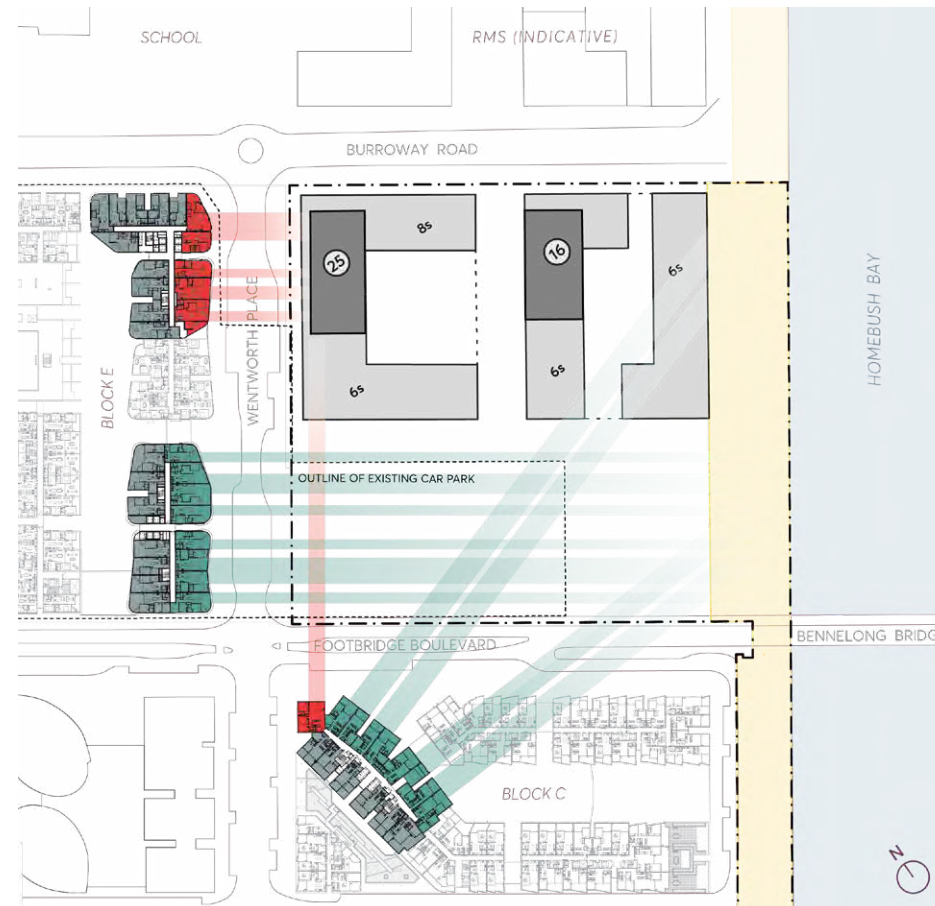 SCHOOL
RMS (INDICATIVE)
BURROWAY ROAD
8s
25
16
6s
WENTWORTH PLACE
HOMEBUSH BAY
BLOCK E
6s
6s
OUTLINE OF EXISTING CAR PARK
FOOTBRIDGE BOULEVARD
BENNELONG BRIDG
BLOCK C
N